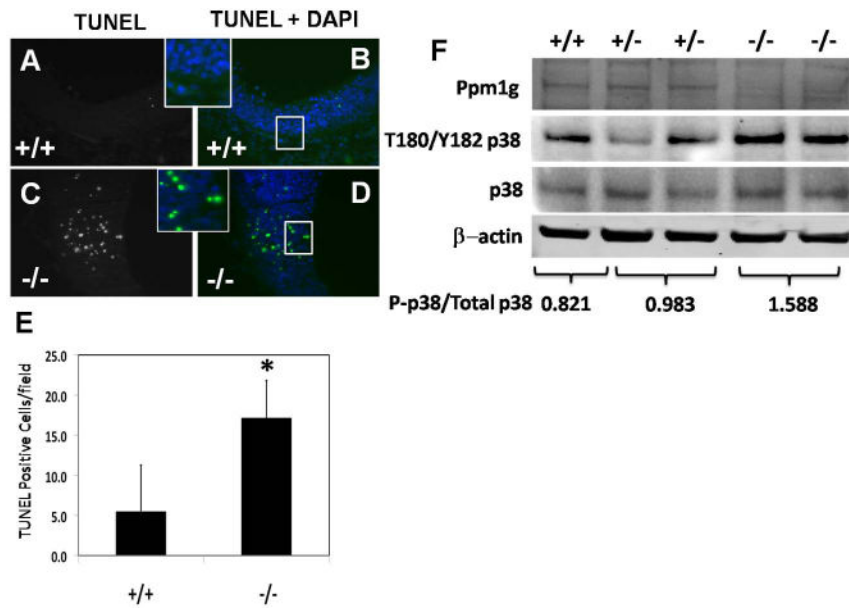 TUNEL TUNEL + DAPI
A B
+/+ +/+
C D
-/- -/-
E
TUNEL Positive Cells/field
25.0
*
20.0
15.0
10.0
5.0
0.0
+/+ -/-
F
+/+ +/- +/- -/- -/-
Ppm1g
T180/Y182 p38
p38
β-actin
P-p38/Total p38 0.821 0.983 1.588